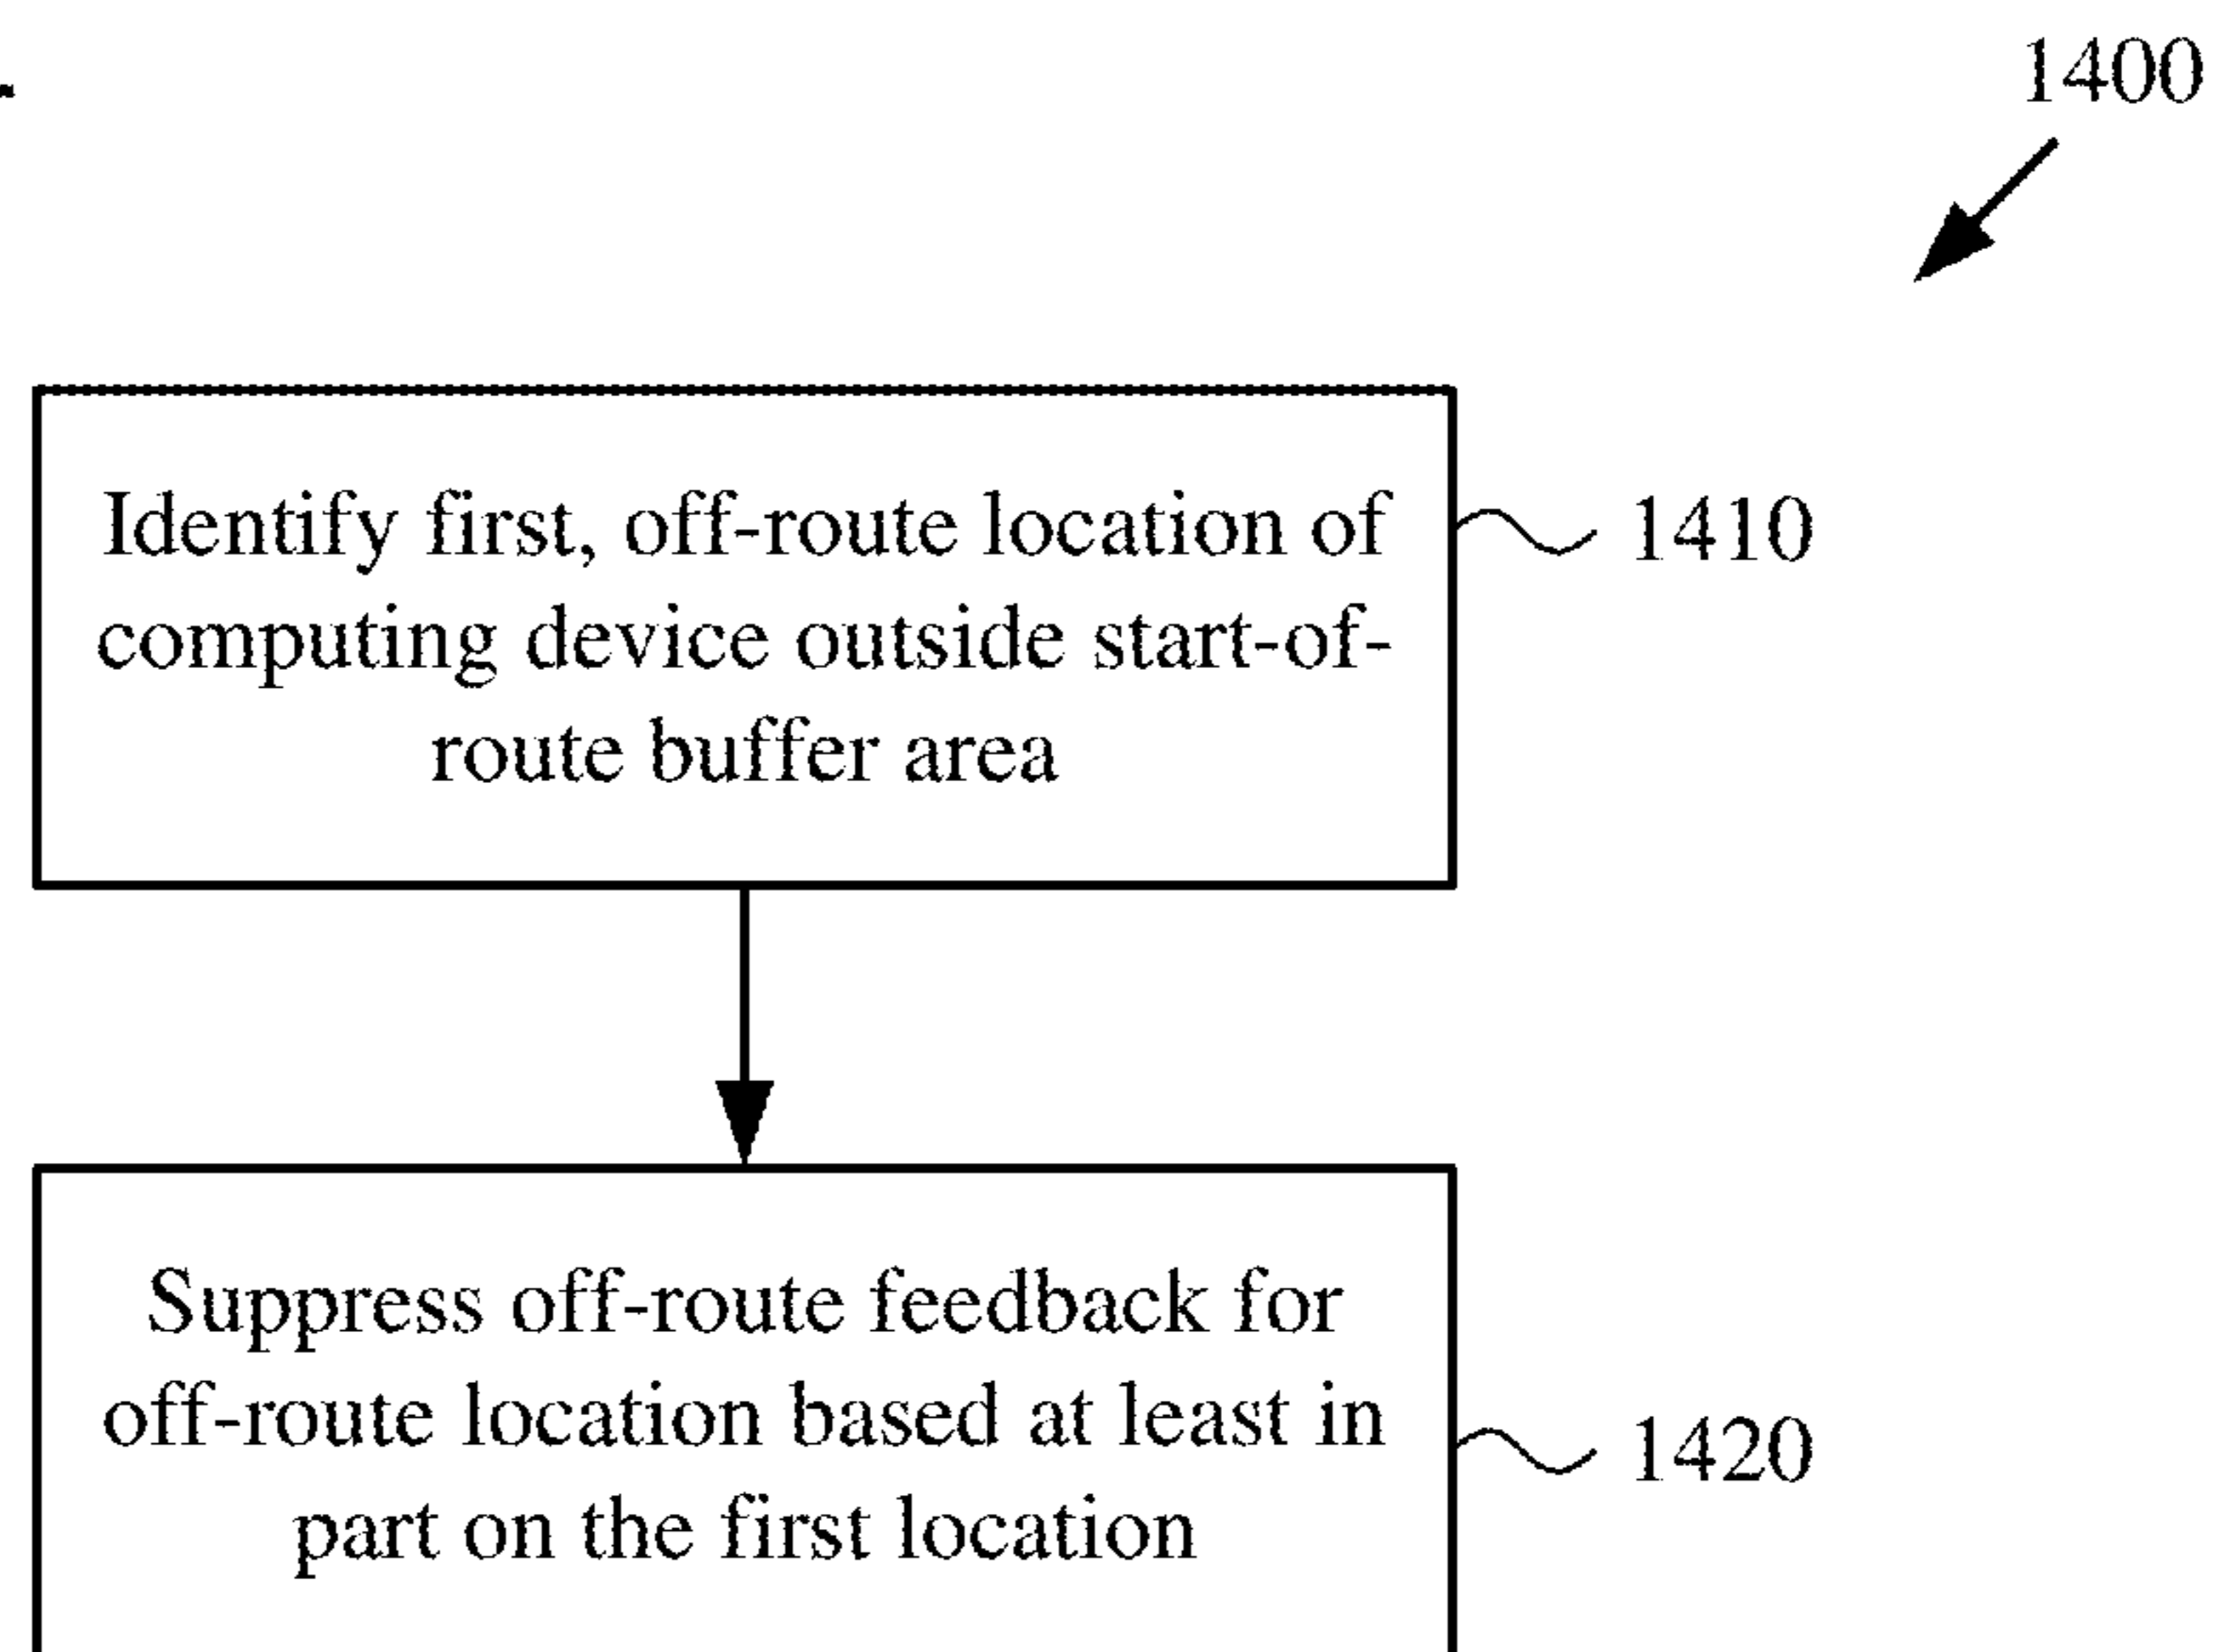 1400
Identify first, off-route location of
computing device outside start-of-
route buffer area
1410
Suppress off-route feedback for
off-route location based at least in
part on the first location
1420